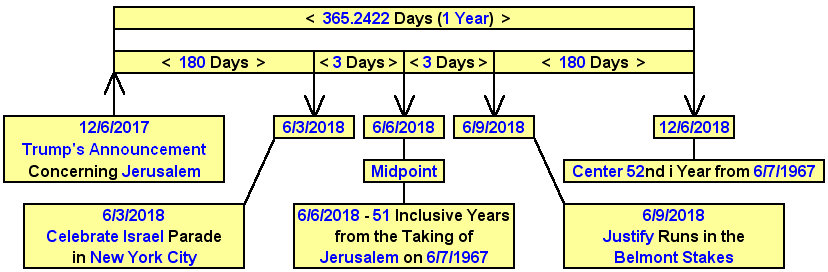 < 365.2422 Days (1 Year) >
< 180 Days >
< 3 Days >
< 3 Days >
< 180 Days >
12/6/2017
Trump's Announcement
Concerning Jerusalem
6/3/2018
6/6/2018
6/9/2018
12/6/2018
Midpoint
Center 52nd i Year from 6/7/1967
6/3/2018
Celebrate Israel Parade
in New York City
6/6/2018 - 51 Inclusive Years
from the Taking of
Jerusalem on 6/7/1967
6/9/2018
Justify Runs in the
Belmont Stakes